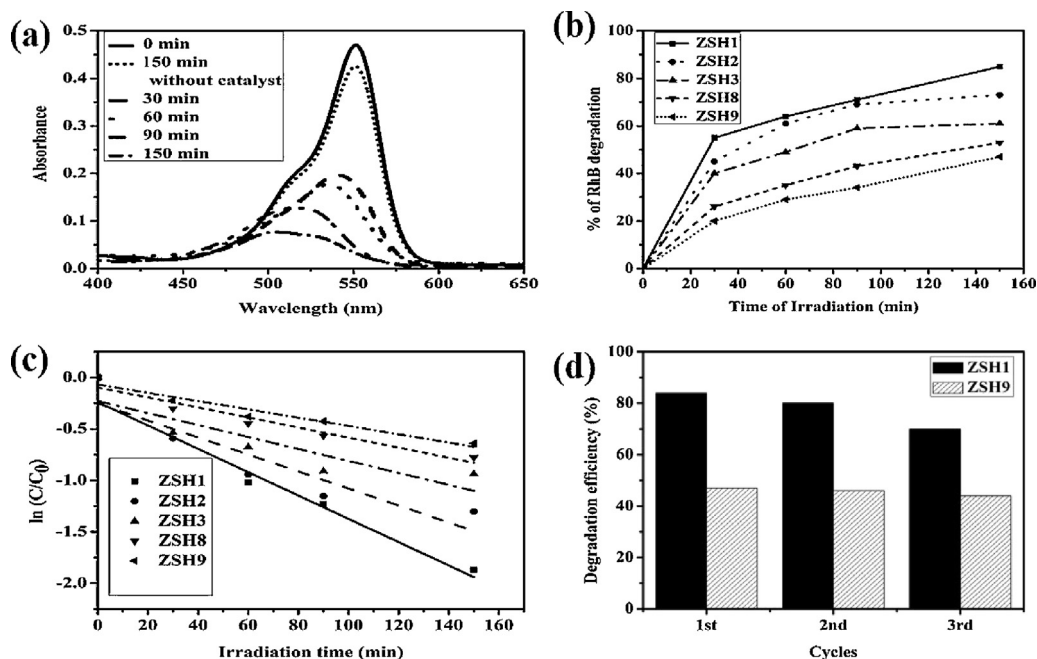 (a)
0.5
0.4
0.3
0.2
0.1
0.0
Absorbance
0 min
150 min
without catalyst
30 min
60 min
90 min
150 min
400 450 500 550 600 650
Wavelength (nm)
(b)
100
80
60
40
20
0
% of RhB degradation
ZSH1
ZSH2
ZSH3
ZSH8
ZSH9
0 20 40 60 80 100 120 140 160
Time of Irradiation (min)
(c)
0.0
-0.5
-1.0
-1.5
-2.0
ln (C/C0)
ZSH1
ZSH2
ZSH3
ZSH8
ZSH9
0 20 40 60 80 100 120 140 160
Irradiation time (min)
(d)
100
80
60
40
20
0
Degradation efficiency (%)
ZSH1
ZSH9
1st 2nd 3rd
Cycles